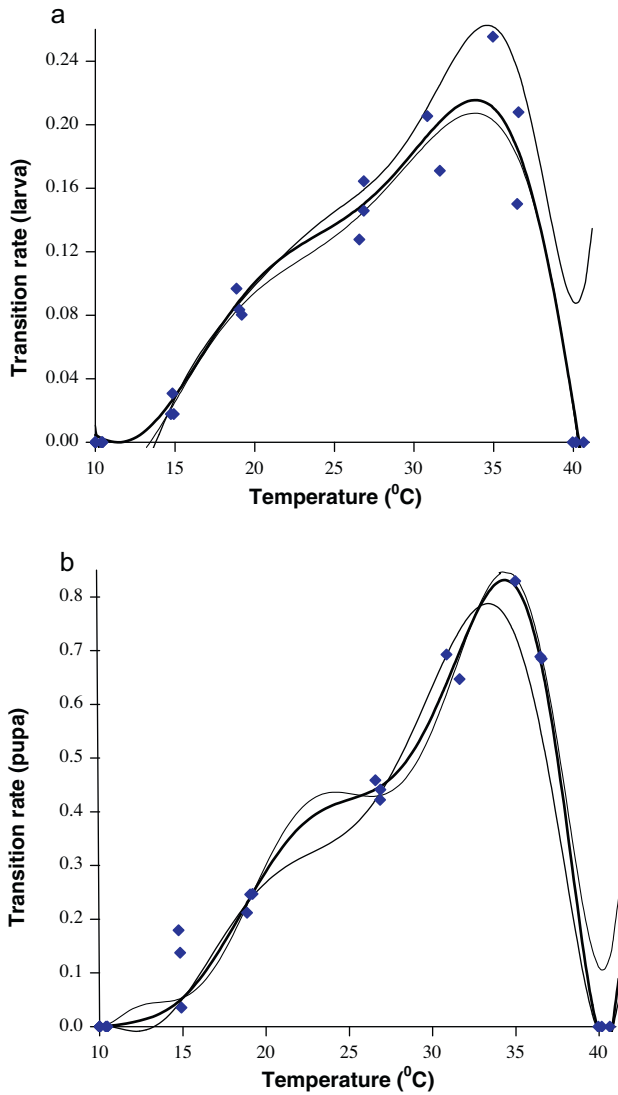 a
0.24
0.20
0.16
0.12
0.08
0.04
0.00
Transition rate (larva)
10 15 20 25 30 35 40
Temperature (⁰C)
b
0.8
0.7
0.6
0.5
0.4
0.3
0.2
0.1
0.0
Transition rate (pupa)
10 15 20 25 30 35 40
Temperature (⁰C)